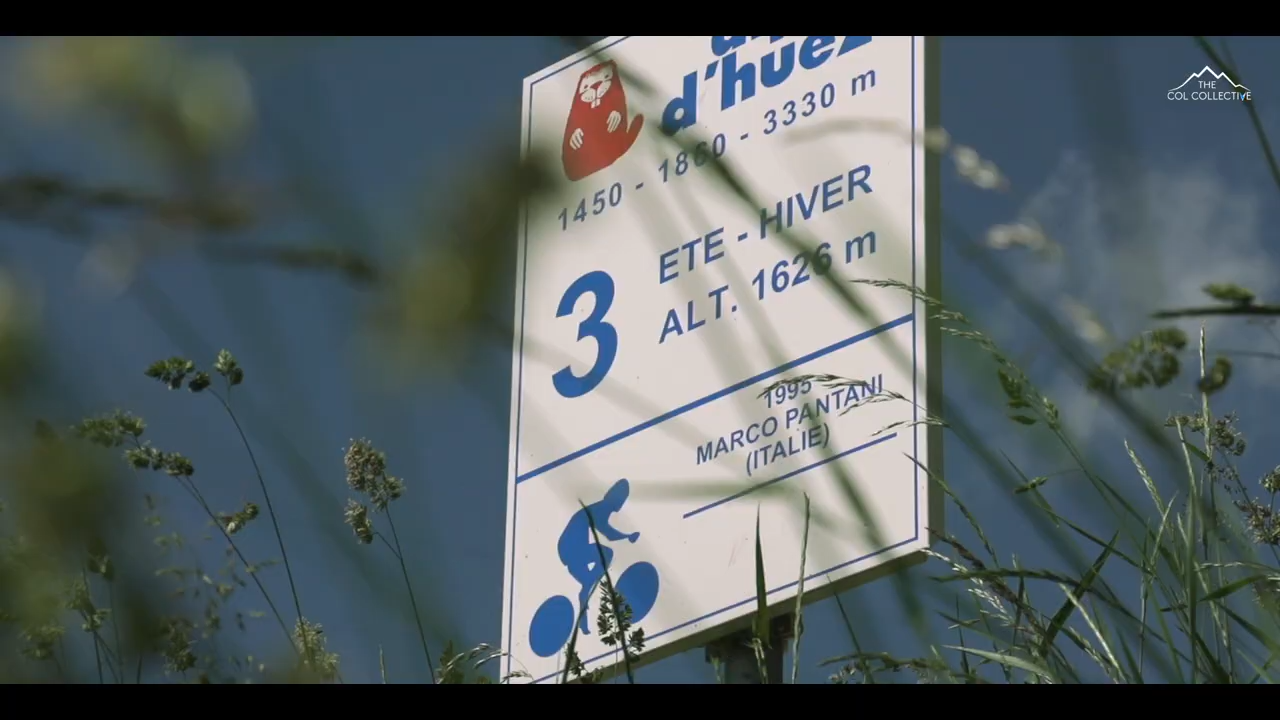 d'huez
1450 - 1860 - 3330 m
3
ETE - HIVER
ALT. 1626 m
1995
MARCO PANTANI
(ITALIE)
THE
COL COLLECTIVE